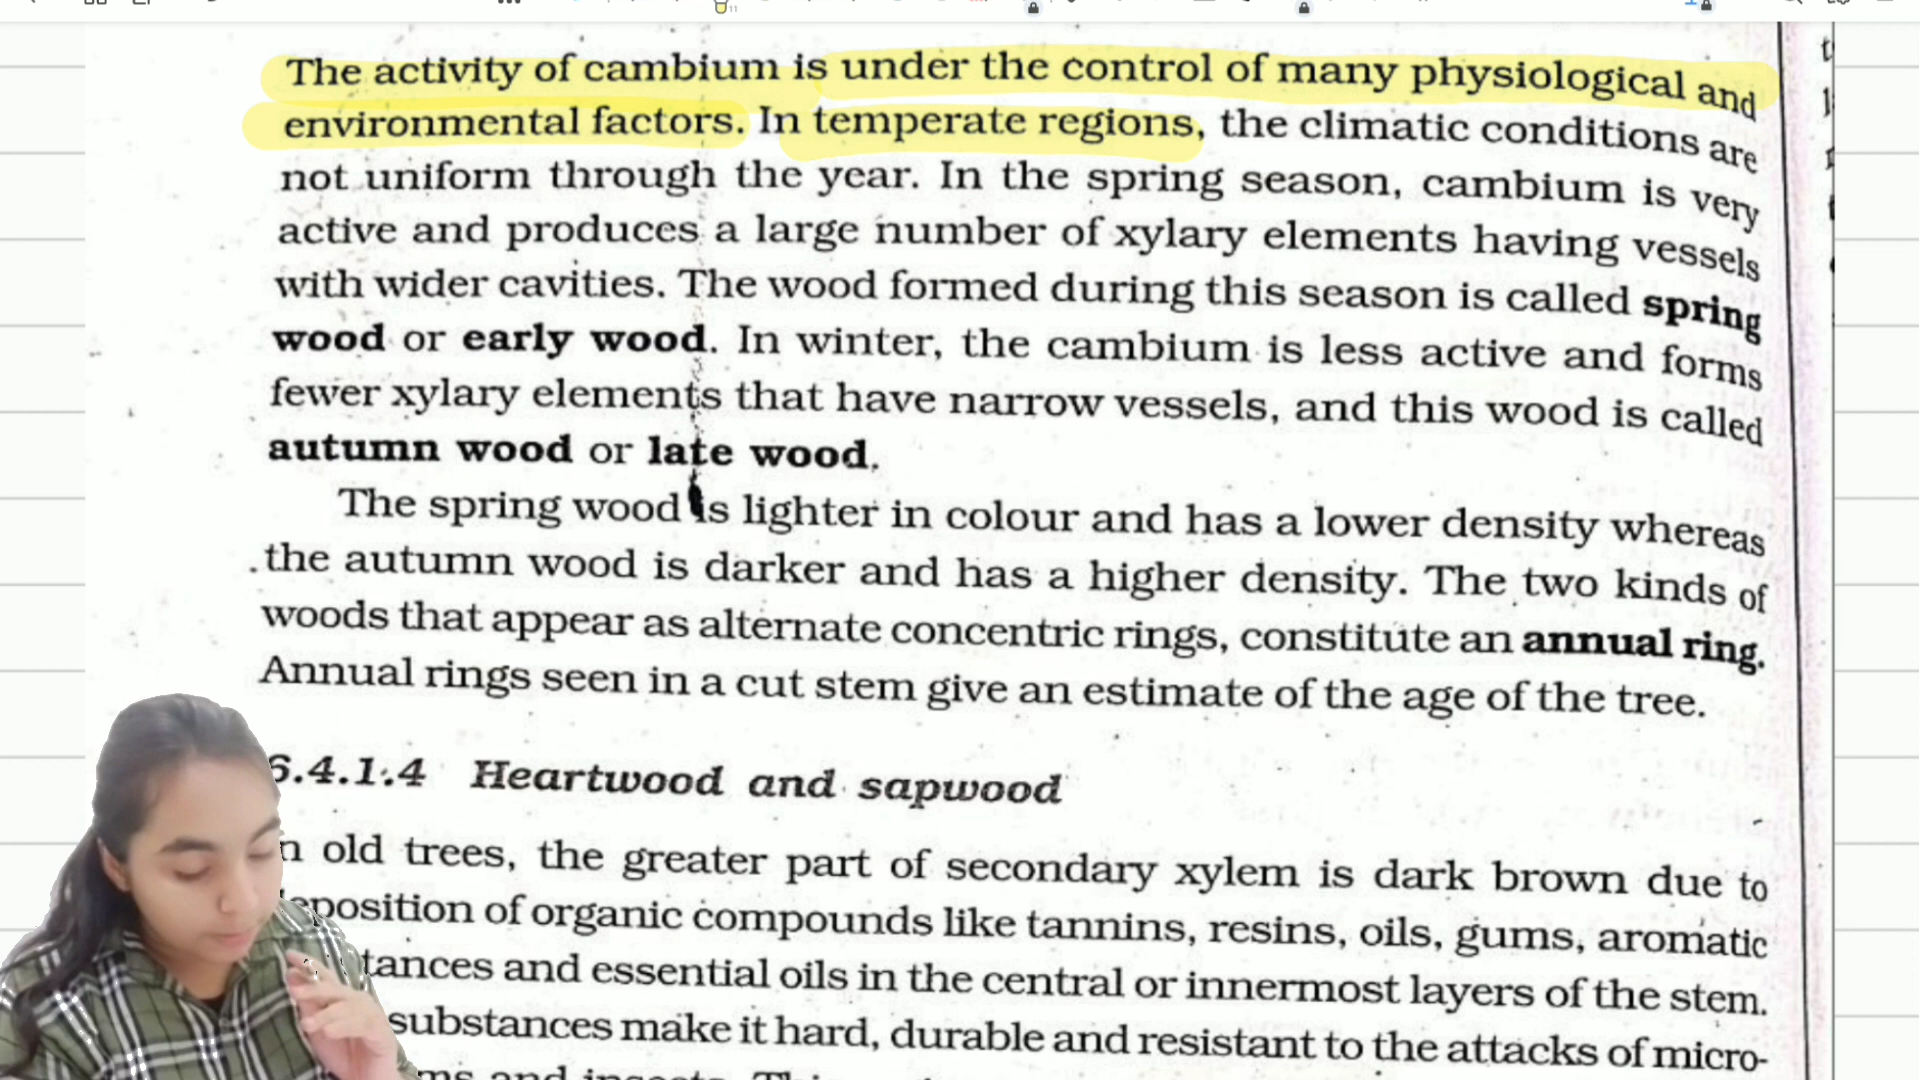 The activity of cambium is under the control of many physiological and
environmental factors. In temperate regions, the climatic conditions are
not uniform through the year. In the spring season, cambium is very
active and produces a large number of xylary elements having vessels
with wider cavities. The wood formed during this season is called spring
wood or early wood. In winter, the cambium is less active and forms
fewer xylary elements that have narrow vessels, and this wood is called
autumn wood or late wood.
The spring wood is lighter in colour and has a lower density whereas
the autumn wood is darker and has a higher density. The two kinds of
woods that appear as alternate concentric rings, constitute an annual ring.
Annual rings seen in a cut stem give an estimate of the age of the tree.
6.4.1.4 Heartwood and sapwood
old trees, the greater part of secondary xylem is dark brown due to
of organic compounds like tannins, resins, oils, gums, aromatic
and essential oils in the central or innermost layers of the stem.
substances make it hard, durable and resistant to the attacks of micro-
and insects.